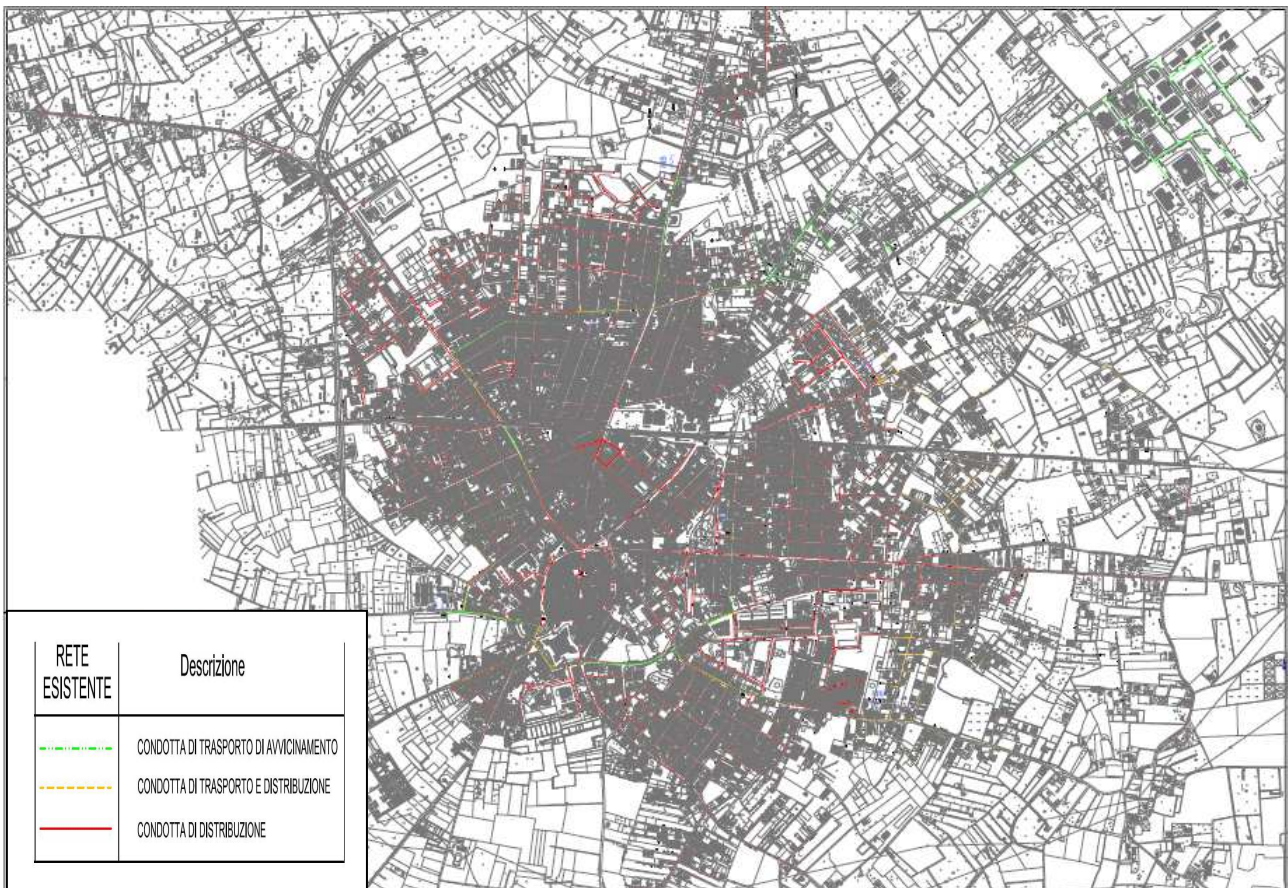 RETE
ESISTENTE
Descrizione
CONDOTTA DI TRASPORTO DI AVVICINAMENTO
CONDOTTA DI TRASPORTO E DISTRIBUZIONE
CONDOTTA DI DISTRIBUZIONE